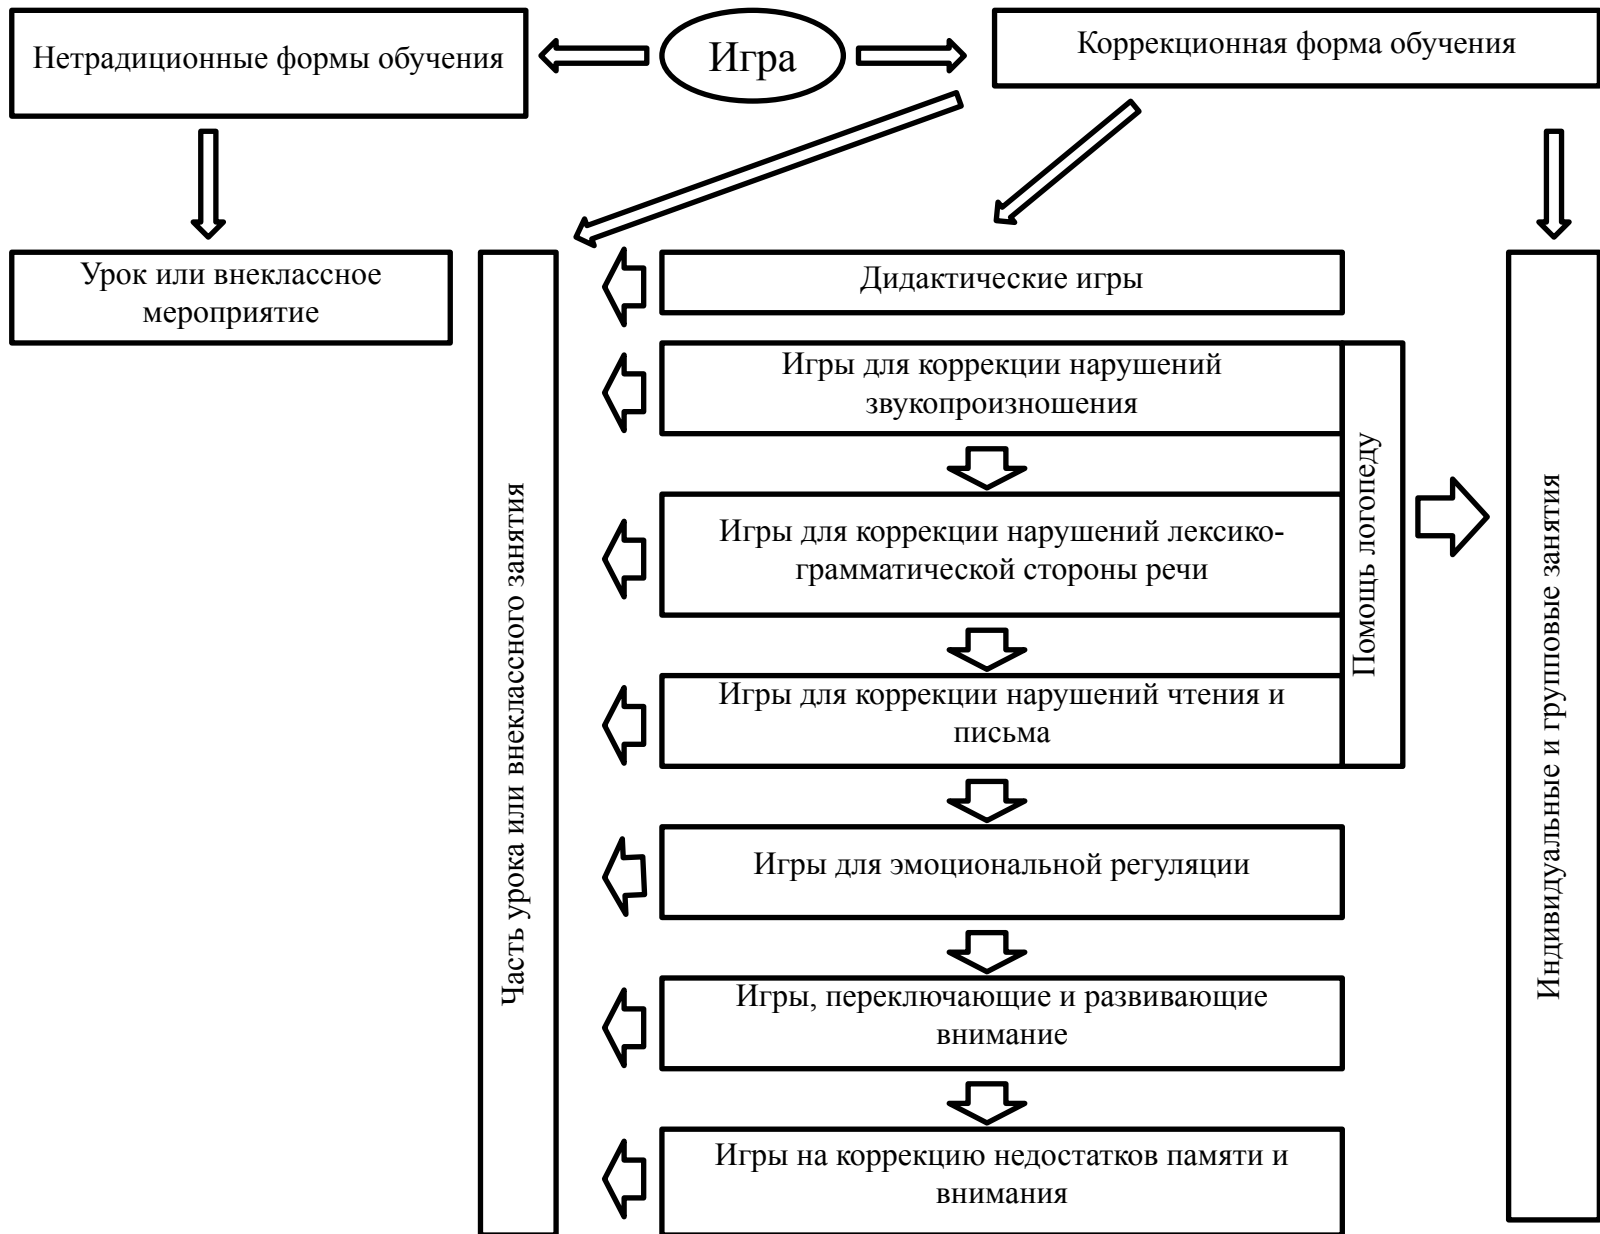 Нетрадиционные формы обучения
Игра
Коррекционная форма обучения
Урок или внеклассное
мероприятие
Часть урока или внеклассного занятия
Дидактические игры
Игры для коррекции нарушений
звукопроизношения
Игры для коррекции нарушений лексико-
грамматической стороны речи
Игры для коррекции нарушений чтения и
письма
Помощь логопеду
Игры для эмоциональной регуляции
Игры, переключающие и развивающие
внимание
Игры на коррекцию недостатков памяти и
внимания
Индивидуальные и групповые занятия